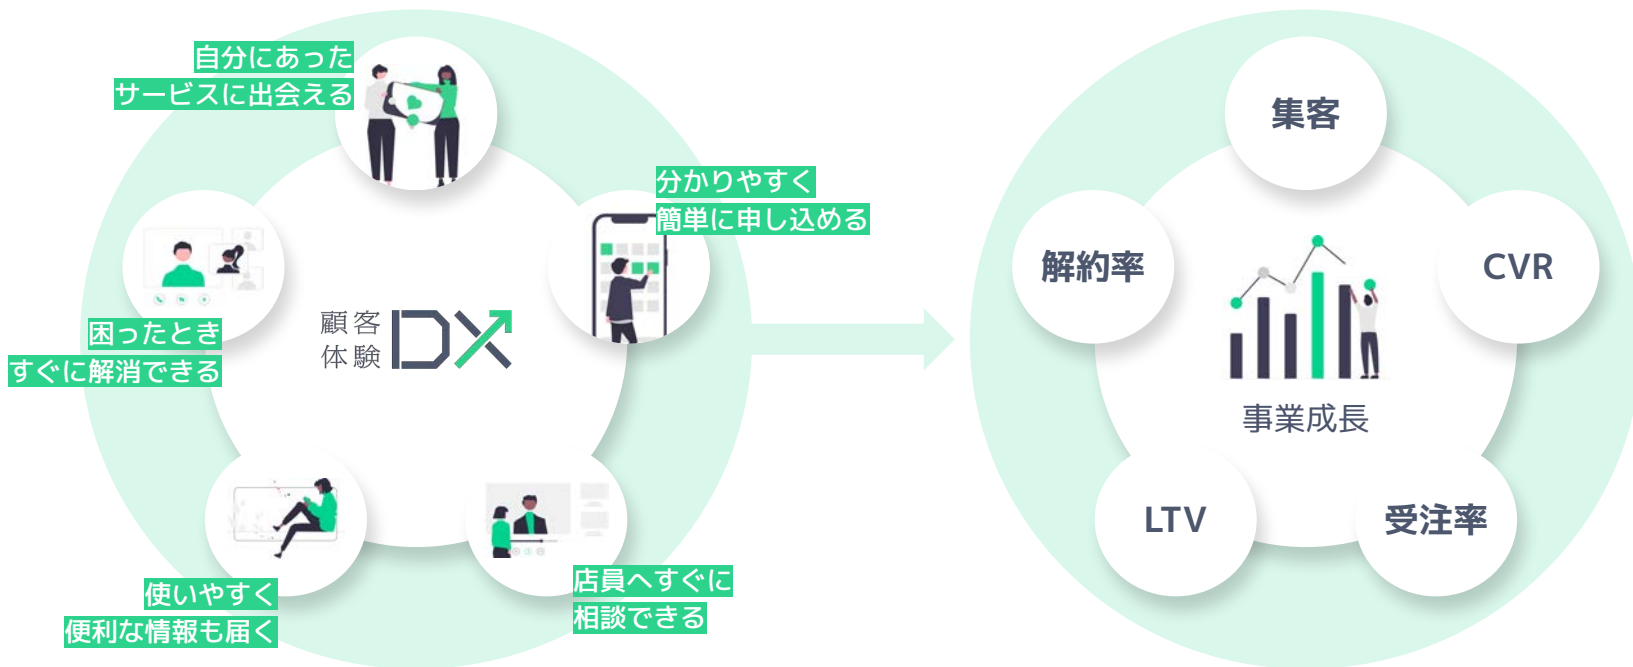 自分にあった
サービスに出会える
分かりやすく
簡単に申し込める
困ったとき
すぐに解消できる
顧客
体験
DX
使いやすく
便利な情報も届く
店員へすぐに
相談できる
集客
解約率
CVR
事業成長
LTV
受注率